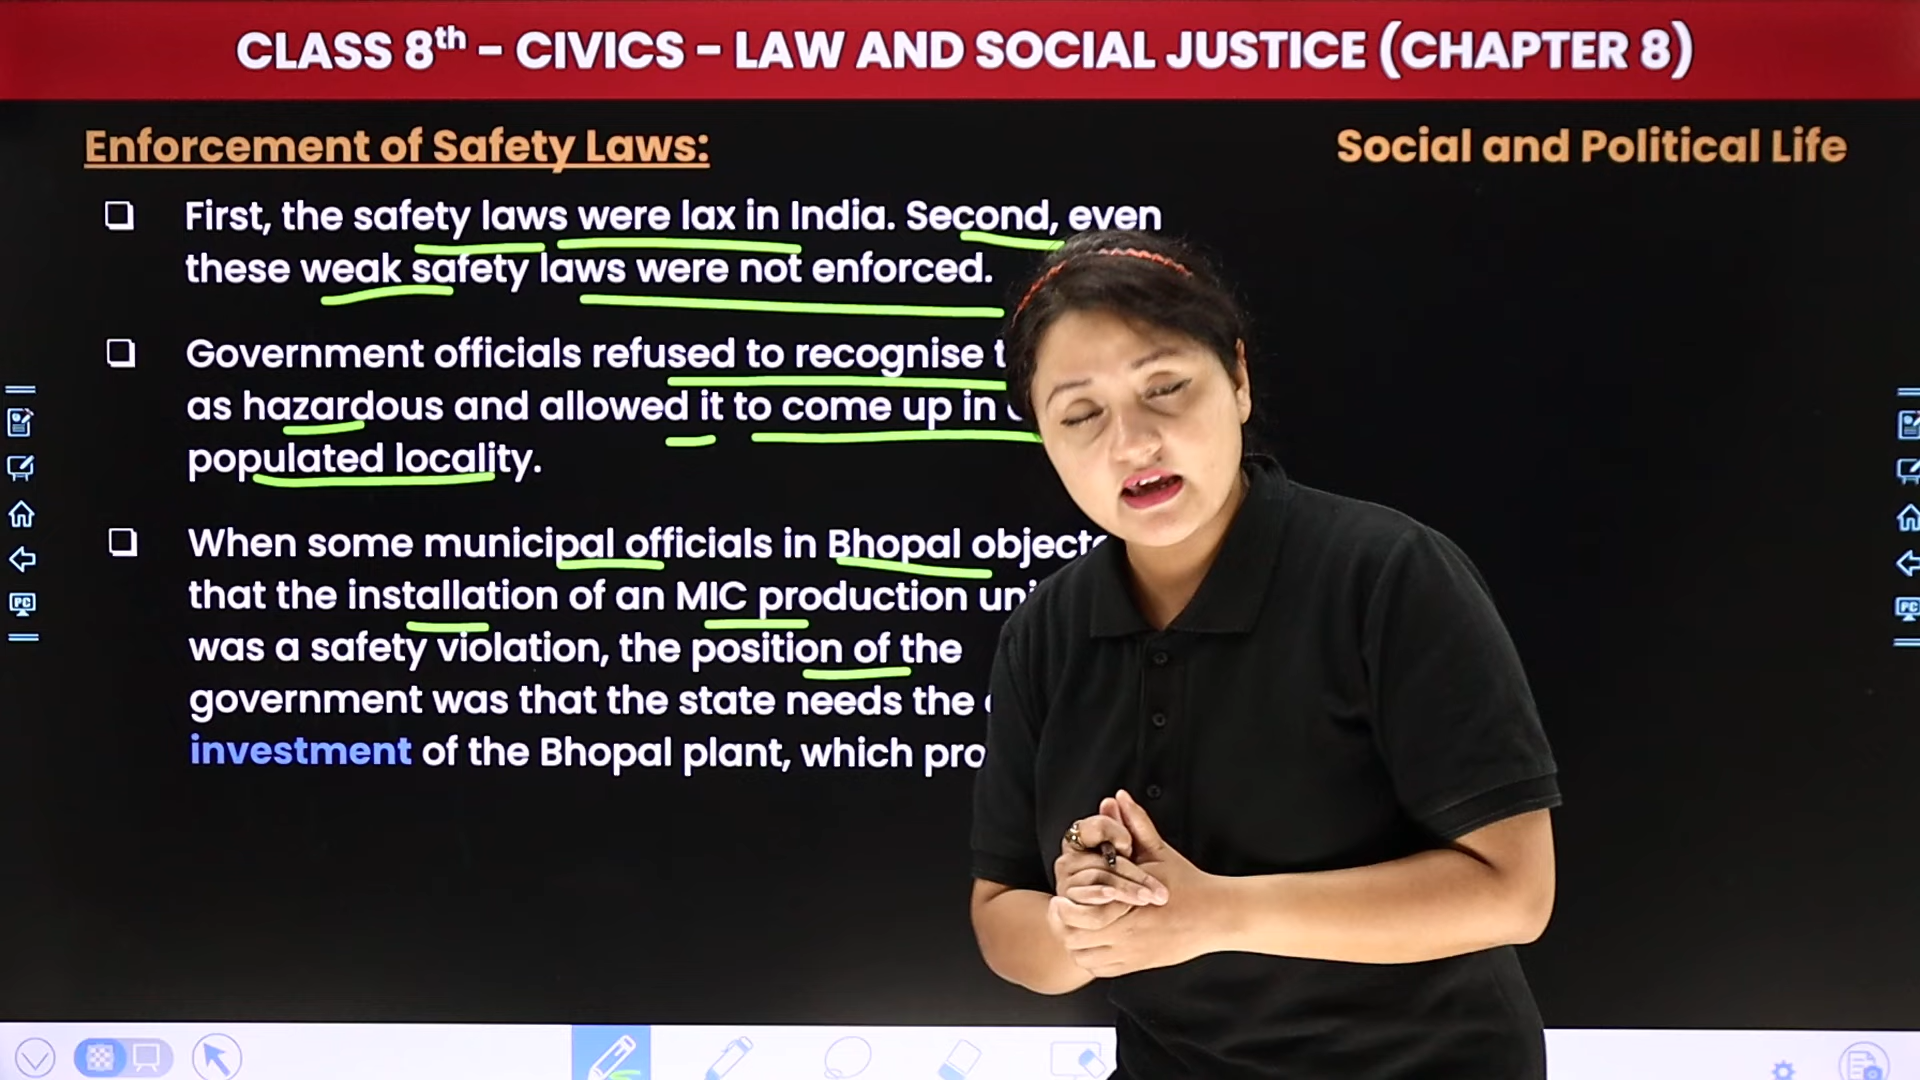 CLASS 8th – CIVICS – LAW AND SOCIAL JUSTICE (CHAPTER 8)
Enforcement of Safety Laws:
Social and Political Life
First, the safety laws were lax in India. Second, even
these weak safety laws were not enforced.
Government officials refused to recognise
as hazardous and allowed it to come up in
populated locality.
When some municipal officials in Bhopal
that the installation of an MIC production
was a safety violation, the position of the
government was that the state needs the
investment of the Bhopal plant, which
PC
PC